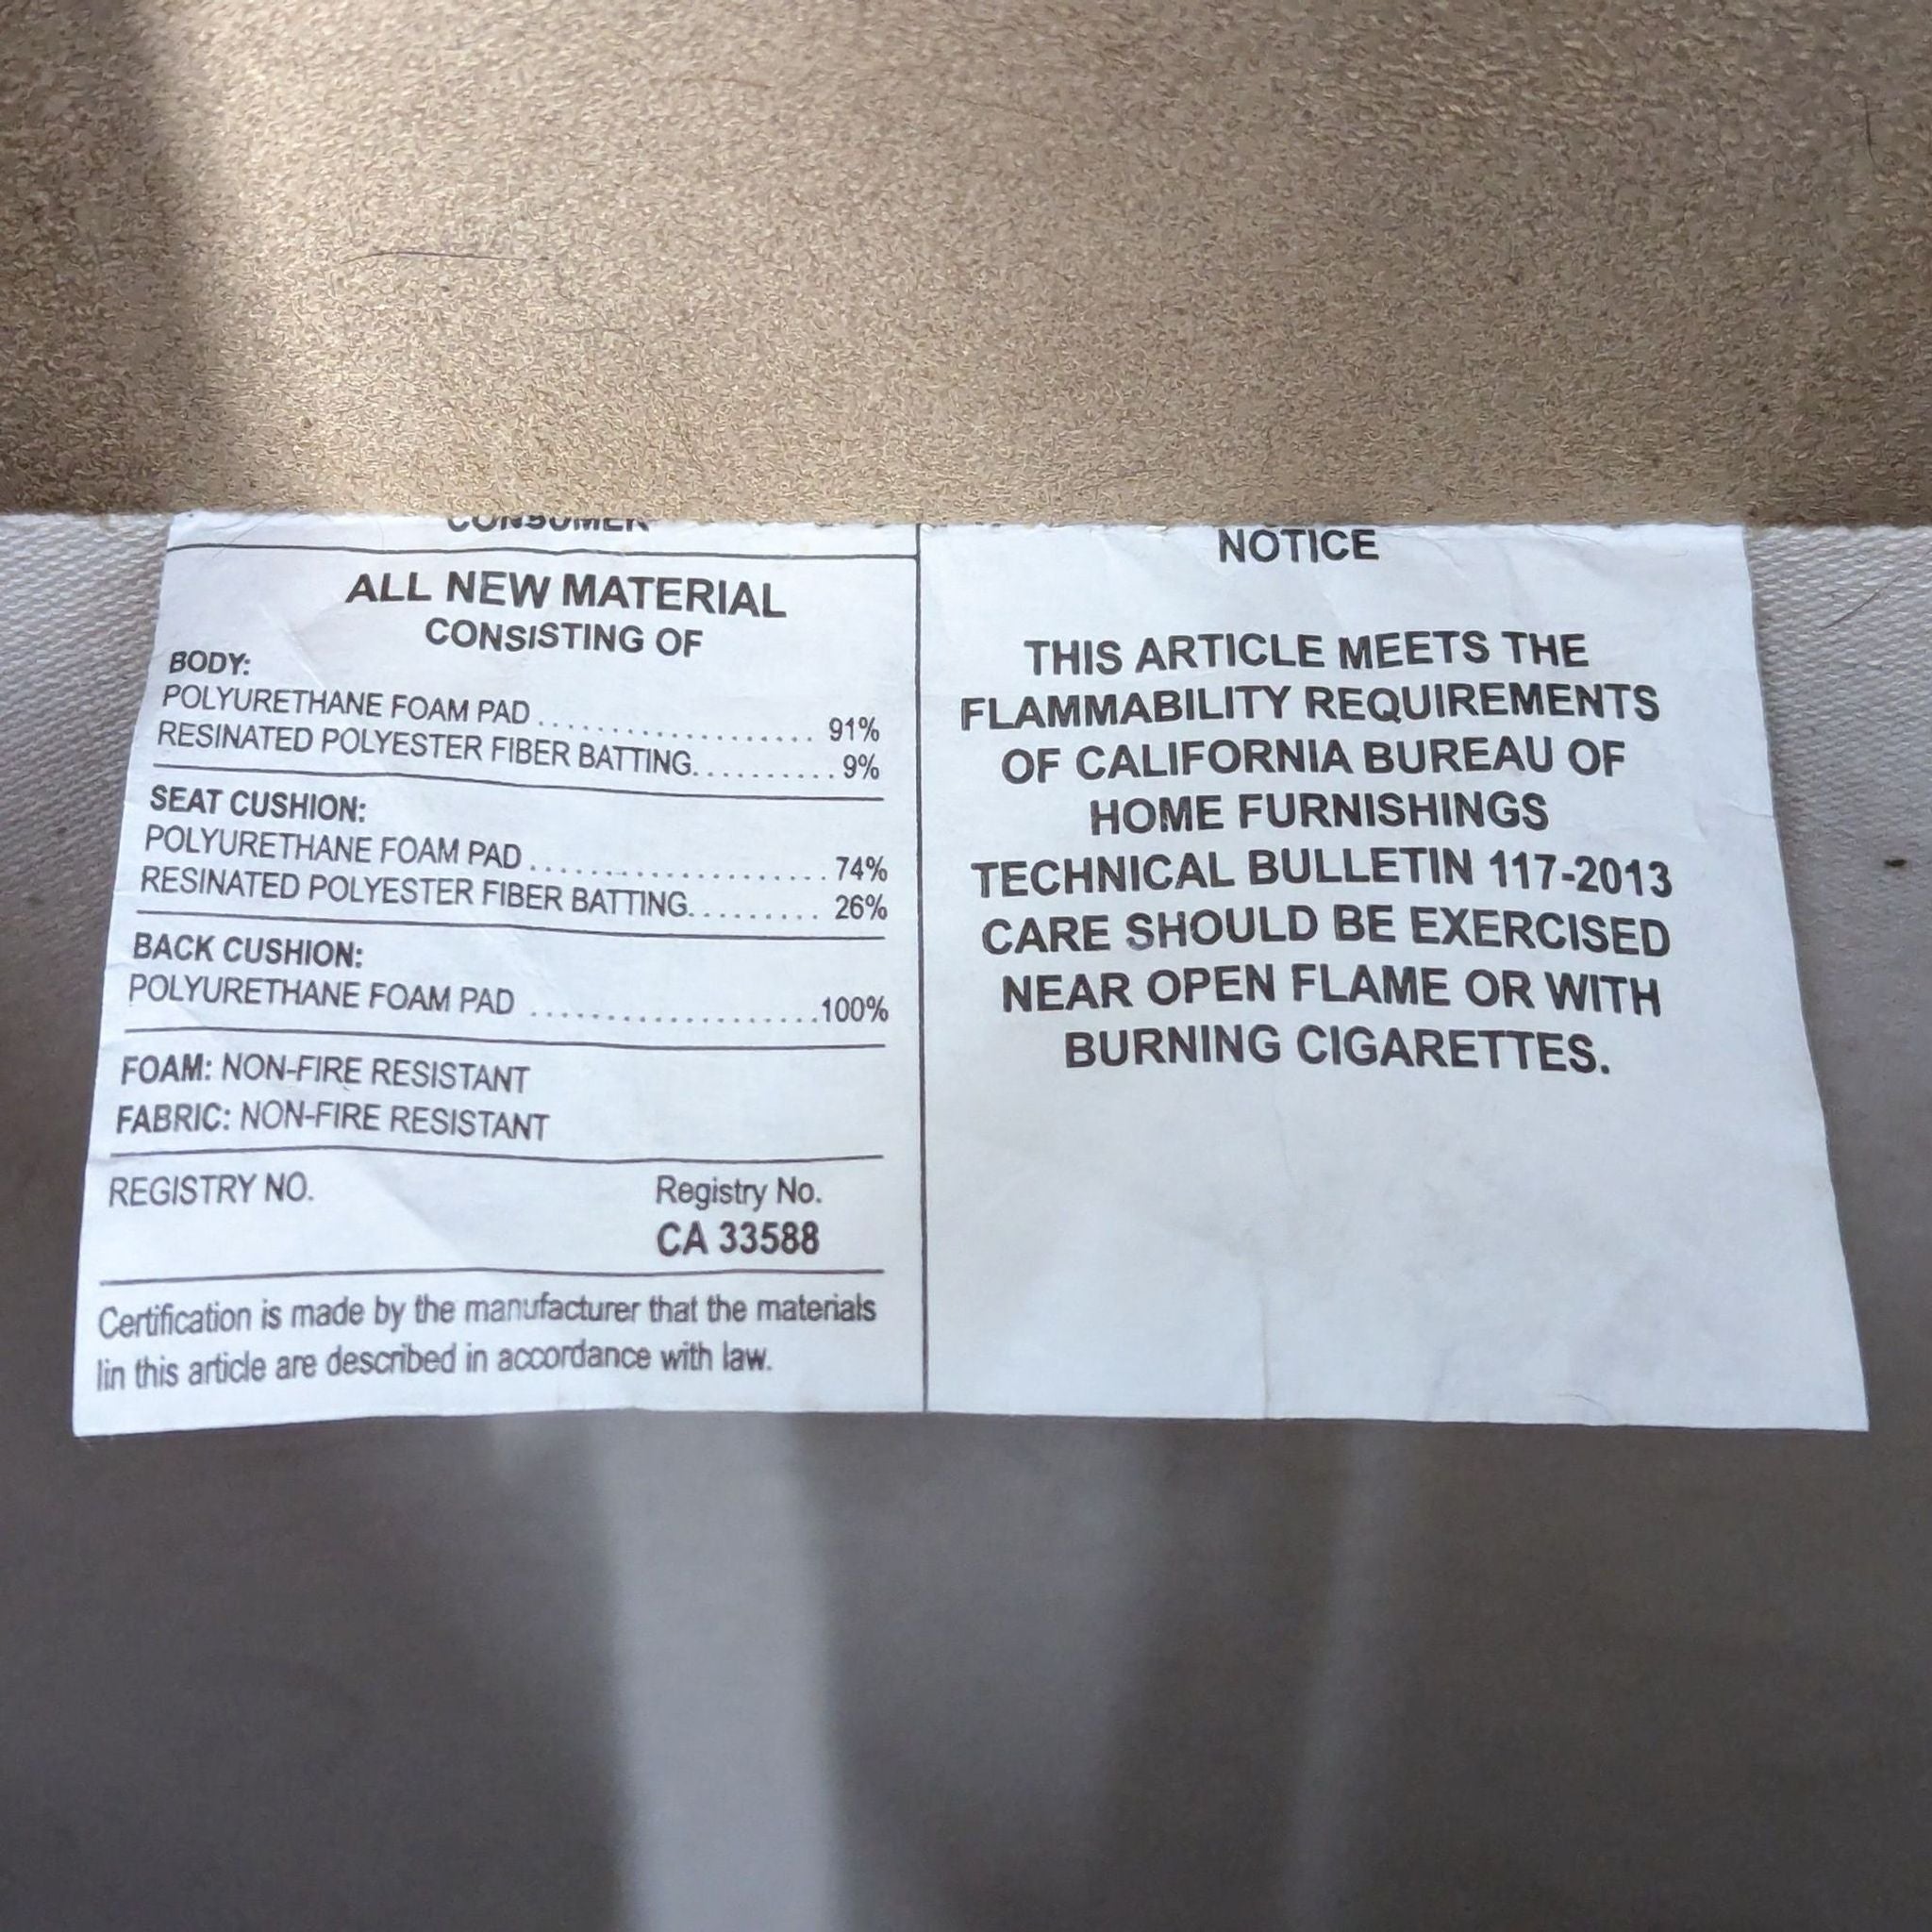 CONSUMER
ALL NEW MATERIAL
CONSISTING OF
BODY:
POLYURETHANE FOAM PAD .................. 91%
RESINATED POLYESTER FIBER BATTING........... 9%
SEAT CUSHION:
POLYURETHANE FOAM PAD .................... 74%
RESINATED POLYESTER FIBER BATTING.......... 26%
BACK CUSHION:
POLYURETHANE FOAM PAD ....................100%
FOAM: NON-FIRE RESISTANT
FABRIC: NON-FIRE RESISTANT
REGISTRY NO. Registry No.
CA 33588
Certification is made by the manufacturer that the materials
lin this article are described in accordance with law.
NOTICE
THIS ARTICLE MEETS THE
FLAMMABILITY REQUIREMENTS
OF CALIFORNIA BUREAU OF
HOME FURNISHINGS
TECHNICAL BULLETIN 117-2013
CARE SHOULD BE EXERCISED
NEAR OPEN FLAME OR WITH
BURNING CIGARETTES.